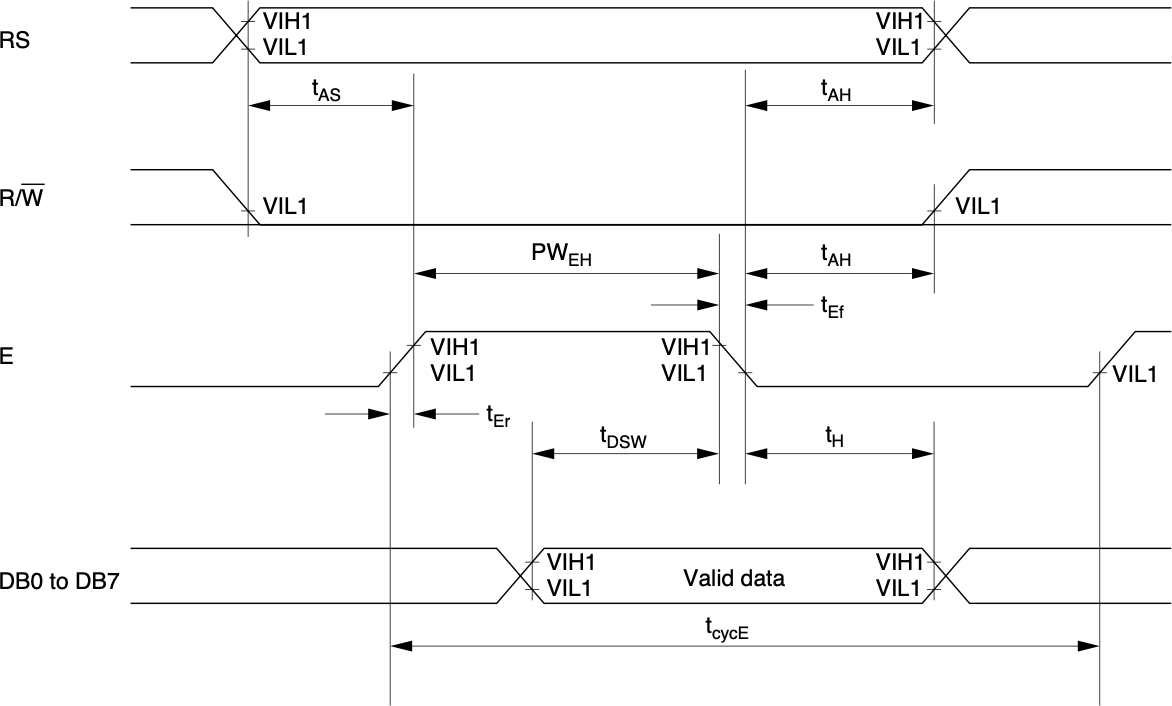 RS
VIH1
VIL1
VIH1
VIL1
tAS
tAH
R/W̅
VIL1
VIL1
PWEH
tAH
tEf
E
VIH1
VIL1
VIH1
VIL1
VIL1
tEr
tDSW
tH
DB0 to DB7
VIH1
VIL1
Valid data
VIH1
VIL1
tcycE